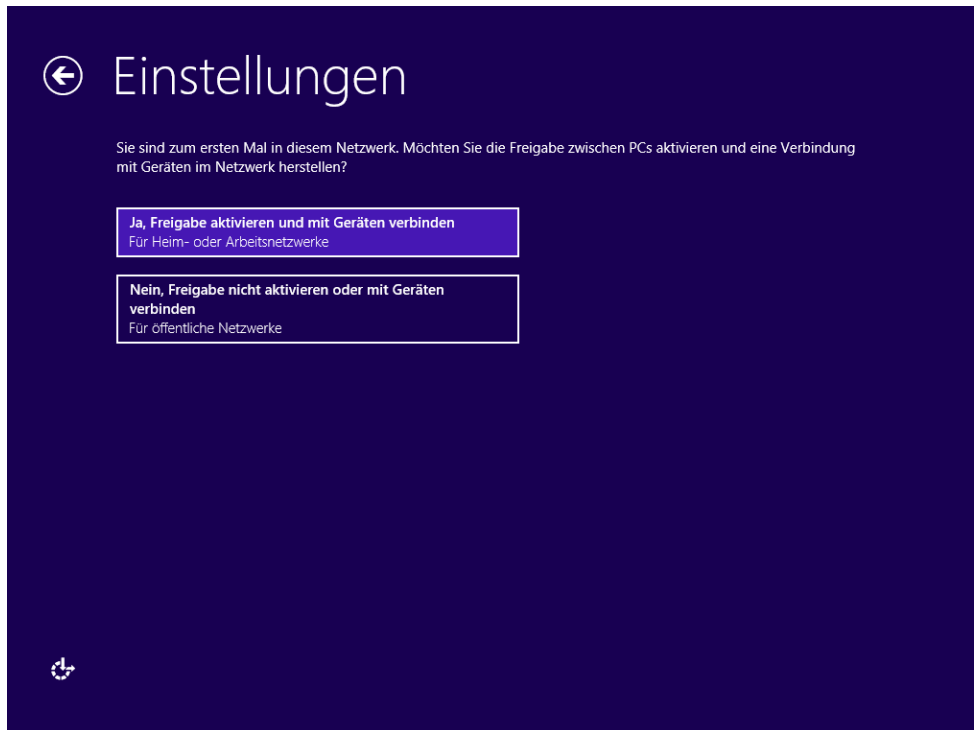 Einstellungen
Sie sind zum ersten Mal in diesem Netzwerk. Möchten Sie die Freigabe zwischen PCs aktivieren und eine Verbindung
mit Geräten im Netzwerk herstellen?
Ja, Freigabe aktivieren und mit Geräten verbinden
Für Heim- oder Arbeitsnetzwerke
Nein, Freigabe nicht aktivieren oder mit Geräten
verbinden
Für öffentliche Netzwerke